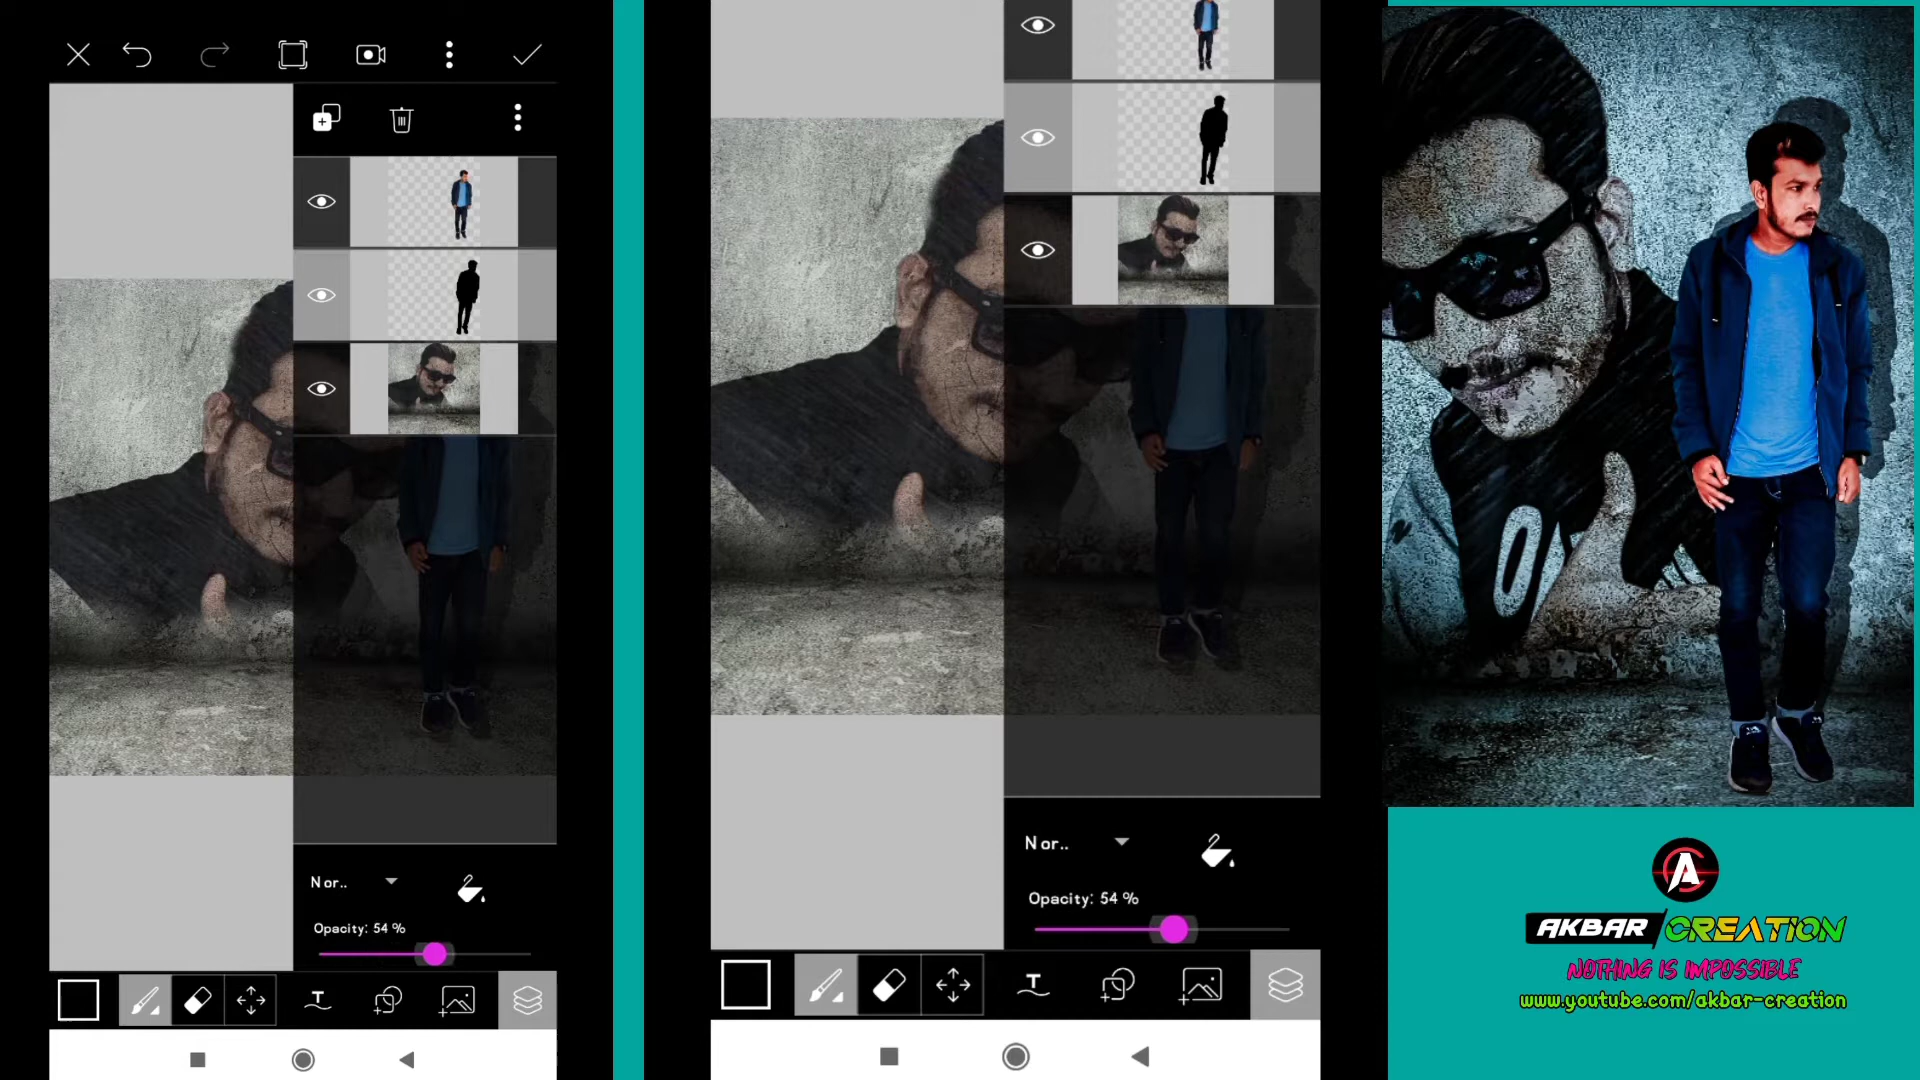 Nor..
Opacity: 54 %
T
Nor..
Opacity: 54 %
T
A
AKBAR CREATION
NOTHING IS IMPOSSIBLE
www.youtube.com/akbar-creation